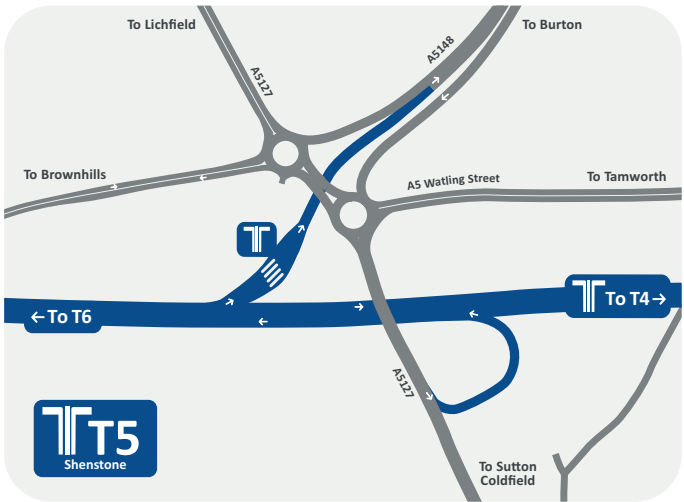 To Lichfield
To Burton
A5148
A5127
To Brownhills
A5 Watling Street
To Tamworth
T
←To T6
To T4→
A5127
T T5
Shenstone
To Sutton
Coldfield